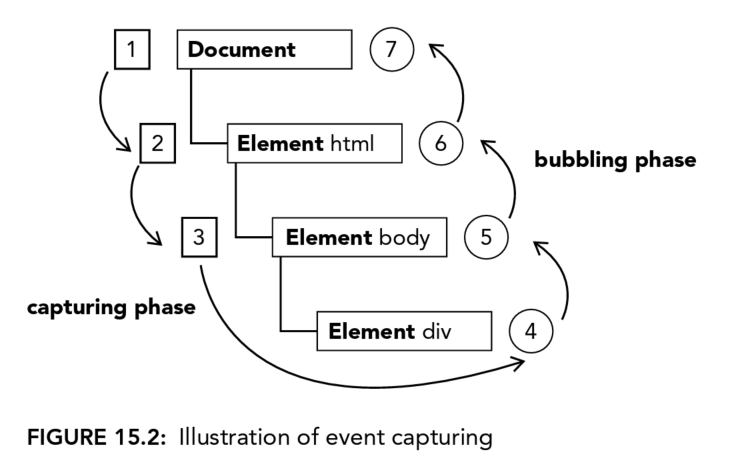 1 Document 7
2 Element html 6
bubbling phase
3 Element body 5
capturing phase
Element div 4
FIGURE 15.2: Illustration of event capturing